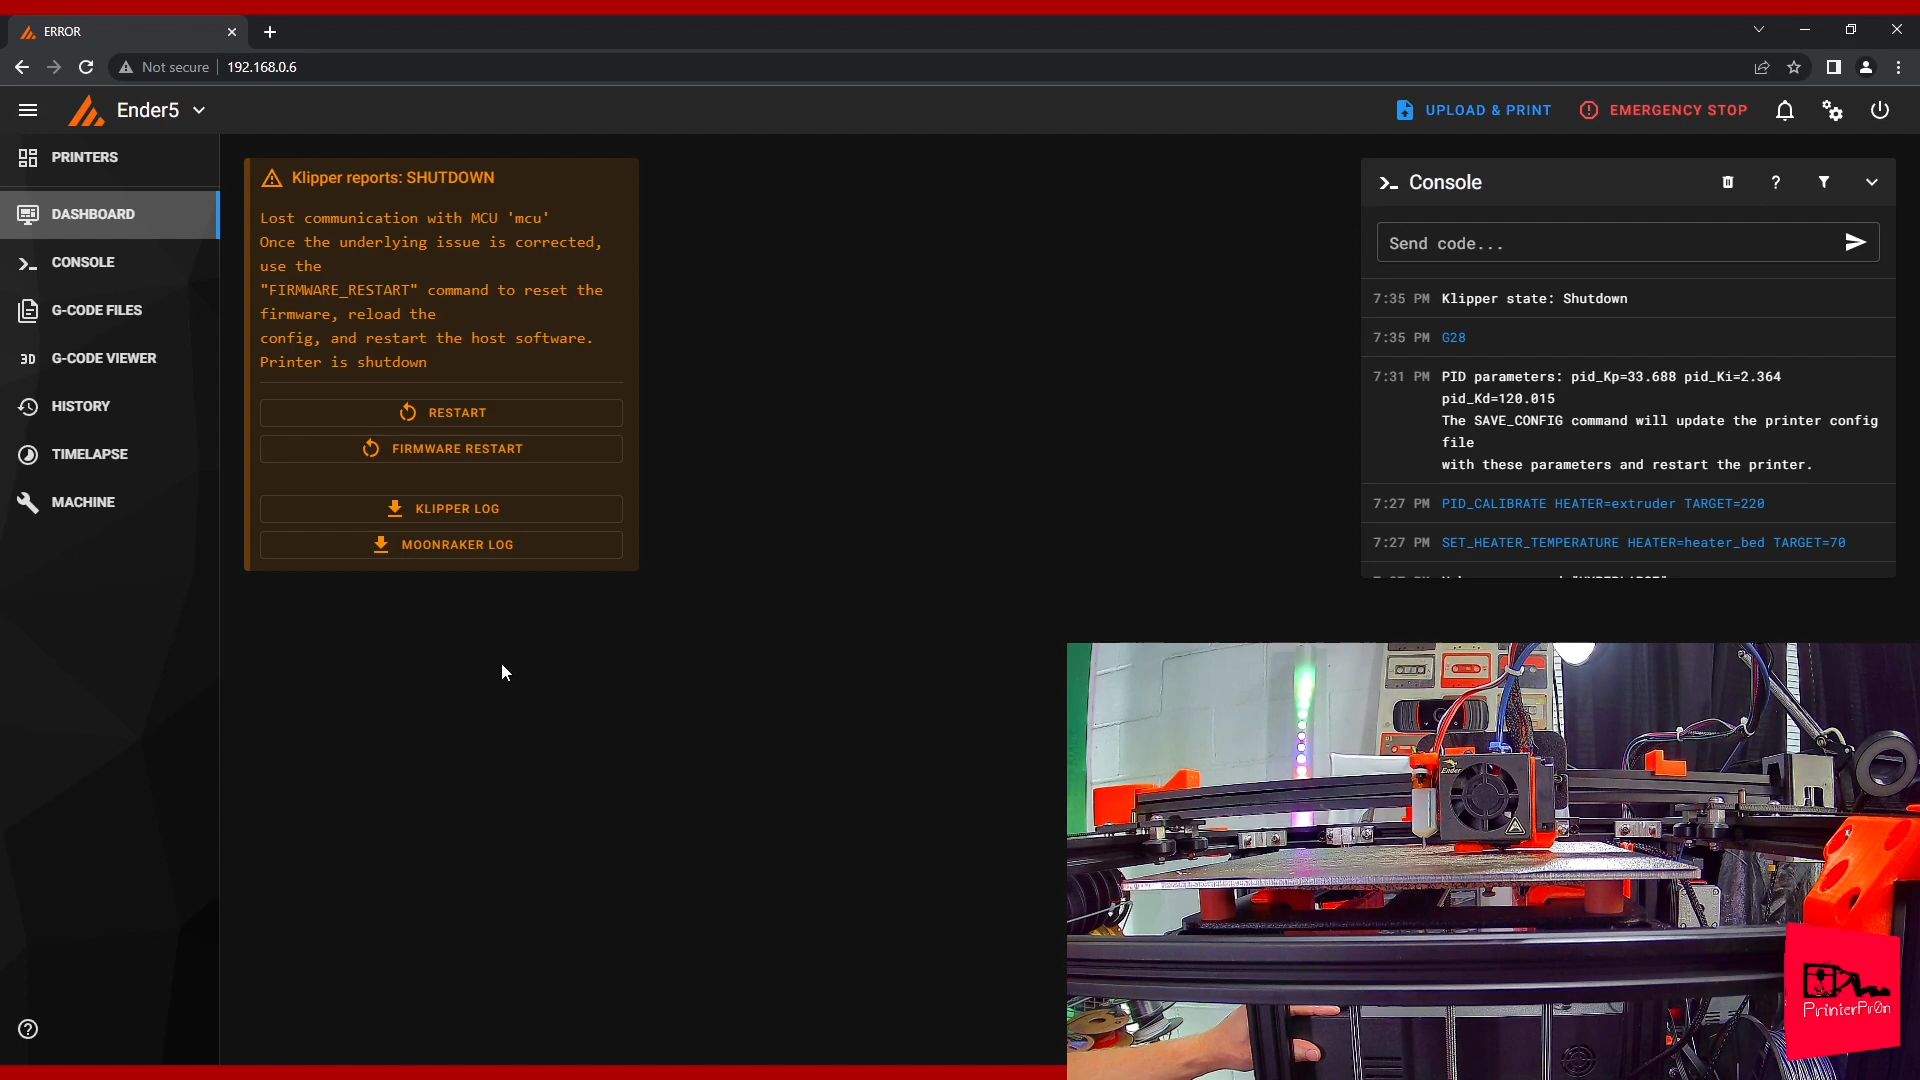 ERROR
Not secure
192.168.0.6
Ender5
UPLOAD & PRINT
EMERGENCY STOP
PRINTERS
DASHBOARD
CONSOLE
G-CODE FILES
3D G-CODE VIEWER
HISTORY
TIMELAPSE
MACHINE
Klipper reports: SHUTDOWN
Lost communication with MCU 'mcu'
Once the underlying issue is corrected,
use the
"FIRMWARE_RESTART" command to reset the
firmware, reload the
config, and restart the host software.
Printer is shutdown
RESTART
FIRMWARE RESTART
KLIPPER LOG
MOONRAKER LOG
Console
Send code...
7:35 PM Klipper state: Shutdown
7:35 PM G28
7:31 PM PID parameters: pid_Kp=33.688 pid_Ki=2.364
pid_Kd=120.015
The SAVE_CONFIG command will update the printer config
file
with these parameters and restart the printer.
7:27 PM PID_CALIBRATE HEATER=extruder TARGET=220
7:27 PM SET_HEATER_TEMPERATURE HEATER=heater_bed TARGET=70
Ender
PrinterPr0n